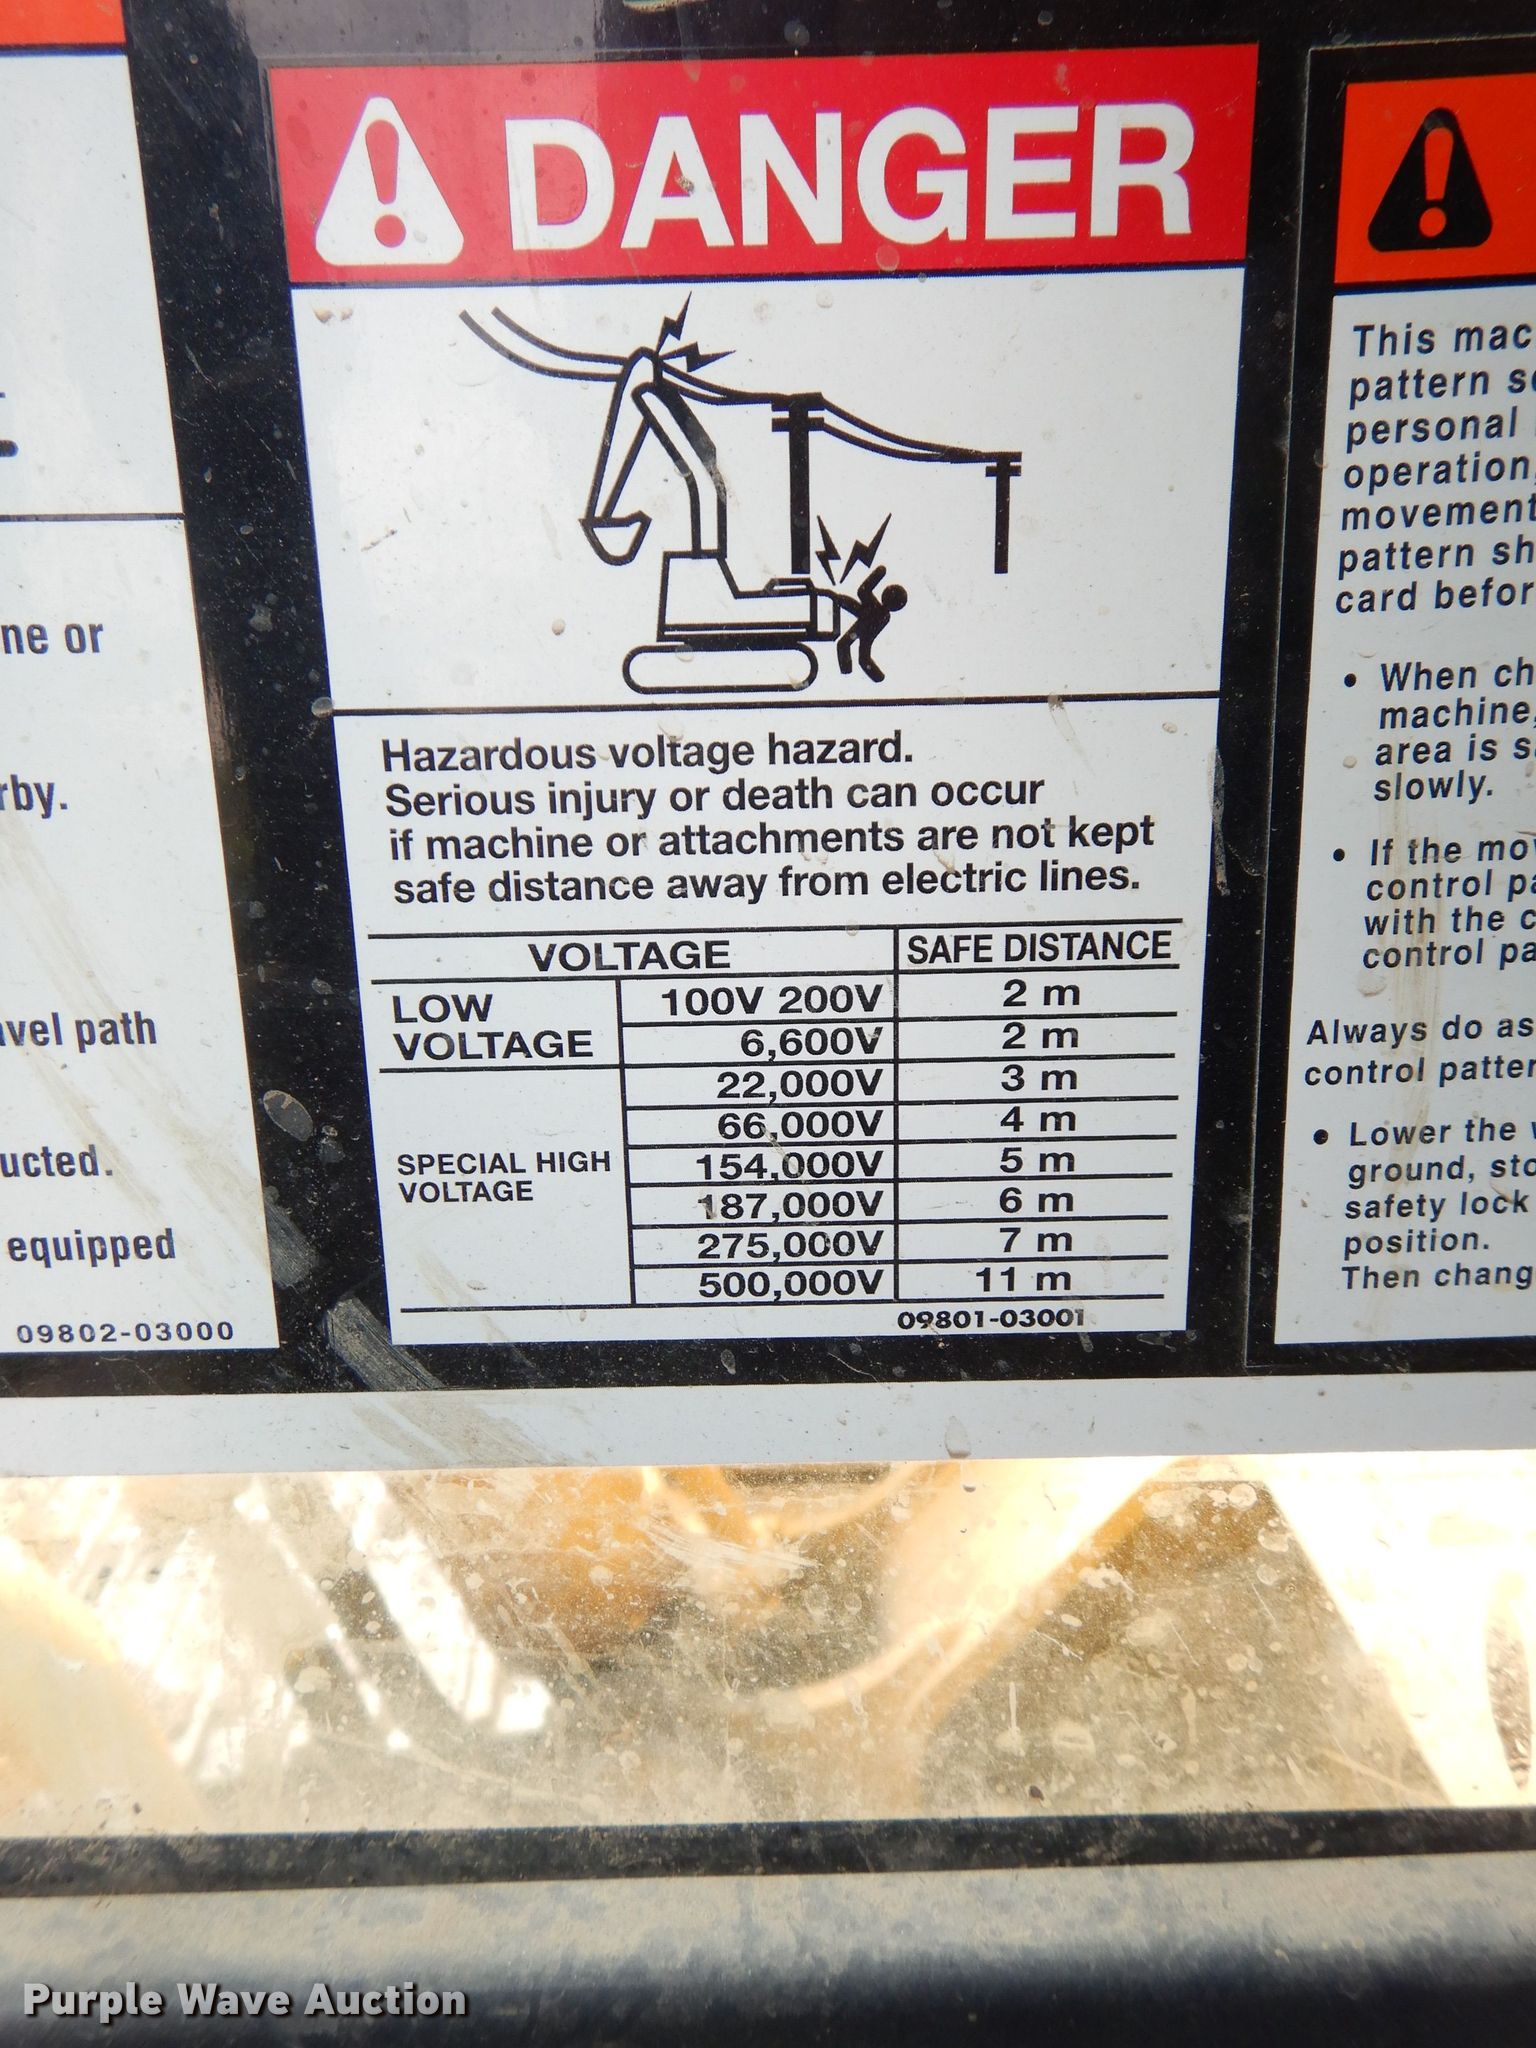 ne or
rby.
avel path
ucted.
equipped
09802-03000
DANGER
Hazardous voltage hazard.
Serious injury or death can occur
if machine or attachments are not kept
safe distance away from electric lines.
VOLTAGE SAFE DISTANCE
LOW VOLTAGE 100V 200V 2 m
6,600V 2 m
SPECIAL HIGH VOLTAGE 22,000V 3 m
66,000V 4 m
154,000V 5 m
187,000V 6 m
275,000V 7 m
500,000V 11 m
09801-03001
This mac
pattern se
personal
operation,
movement
pattern sh
card befor
• When ch
machine,
area is sa
slowly.
• If the mov
control pa
with the c
control pa
Always do as
control patter
• Lower the w
ground, sto
safety lock
position.
Then chang
Purple Wave Auction